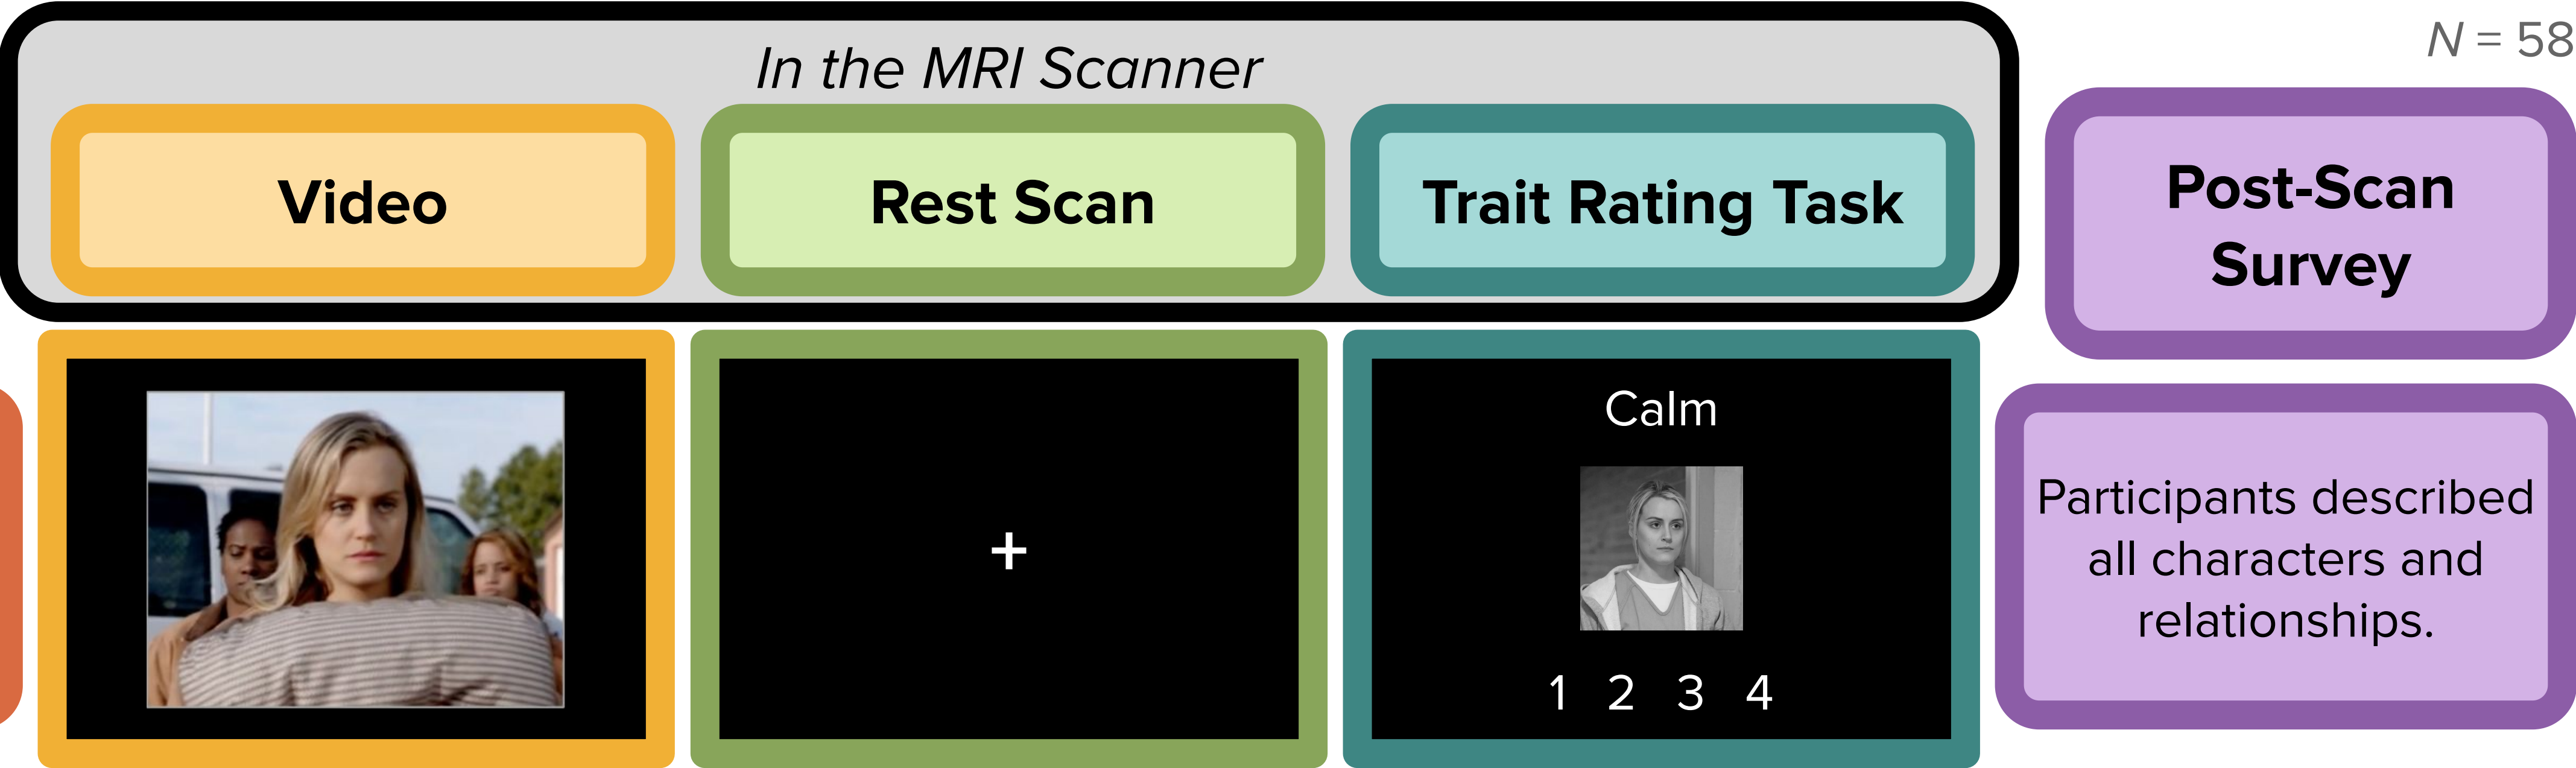 In the MRI Scanner
N = 58
Video
Rest Scan
Trait Rating Task
Post-Scan
Survey
+
Calm
1 2 3 4
Participants described
all characters and
relationships.